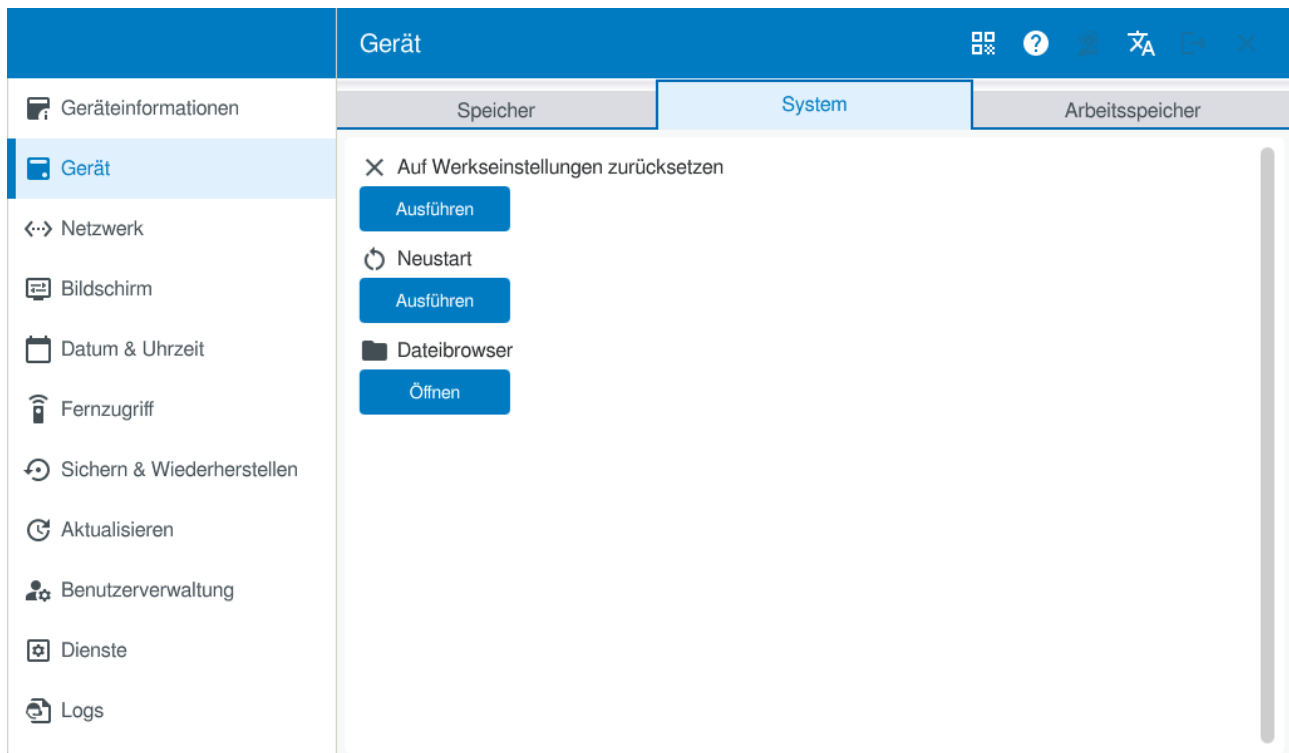 Gerät
Geräteinformationen
Gerät
Netzwerk
Bildschirm
Datum & Uhrzeit
Fernzugriff
Sichern & Wiederherstellen
Aktualisieren
Benutzerverwaltung
Dienste
Logs
Speicher
System
Arbeitsspeicher
Auf Werkseinstellungen zurücksetzen
Ausführen
Neustart
Ausführen
Dateibrowser
Öffnen